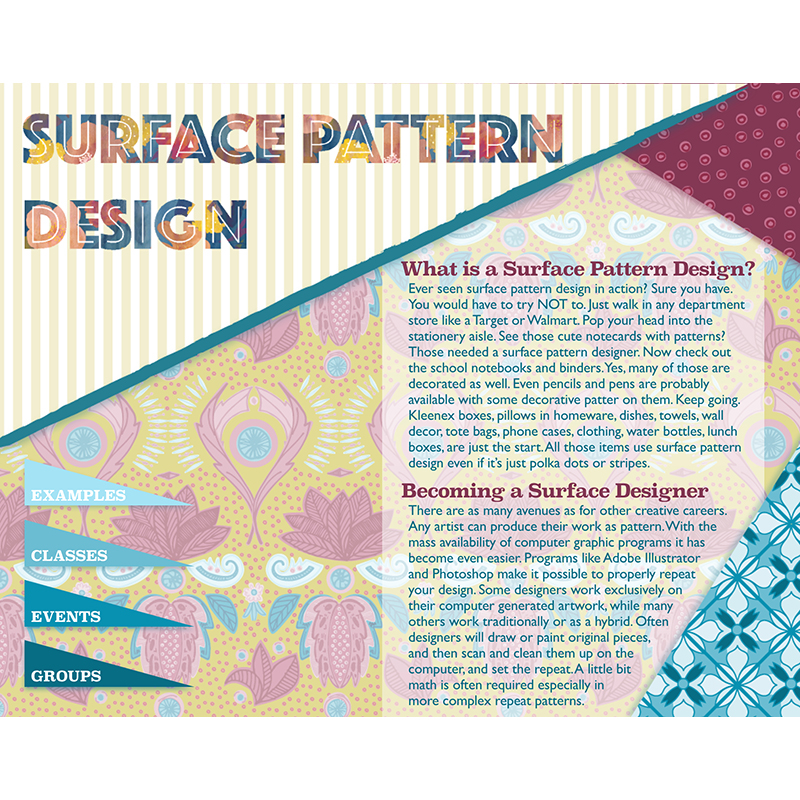 SURFACE PATTERN
DESIGN
What is a Surface Pattern Design?
Ever seen surface pattern design in action? Sure you have.
You would have to try NOT to. Just walk in any department
store like a Target or Walmart. Pop your head into the
stationery aisle. See those cute notecards with patterns?
Those needed a surface pattern designer. Now check out
the school notebooks and binders. Yes, many of those are
decorated as well. Even pencils and pens are probably
available with some decorative patter on them. Keep going.
Kleenex boxes, pillows in homeware, dishes, towels, wall
decor, tote bags, phone cases, clothing, water bottles, lunch
boxes, are just the start. All those items use surface pattern
design even if it's just polka dots or stripes.
Becoming a Surface Designer
There are as many avenues as for other creative careers.
Any artist can produce their work as pattern. With the
mass availability of computer graphic programs it has
become even easier. Programs like Adobe Illustrator
and Photoshop make it possible to properly repeat
your design. Some designers work exclusively on
their computer generated artwork, while many
others work traditionally or as a hybrid. Often
designers will draw or paint original pieces,
and then scan and clean them up on the
computer, and set the repeat. A little bit
math is often required especially in
more complex repeat patterns.
EXAMPLES
CLASSES
EVENTS
GROUPS